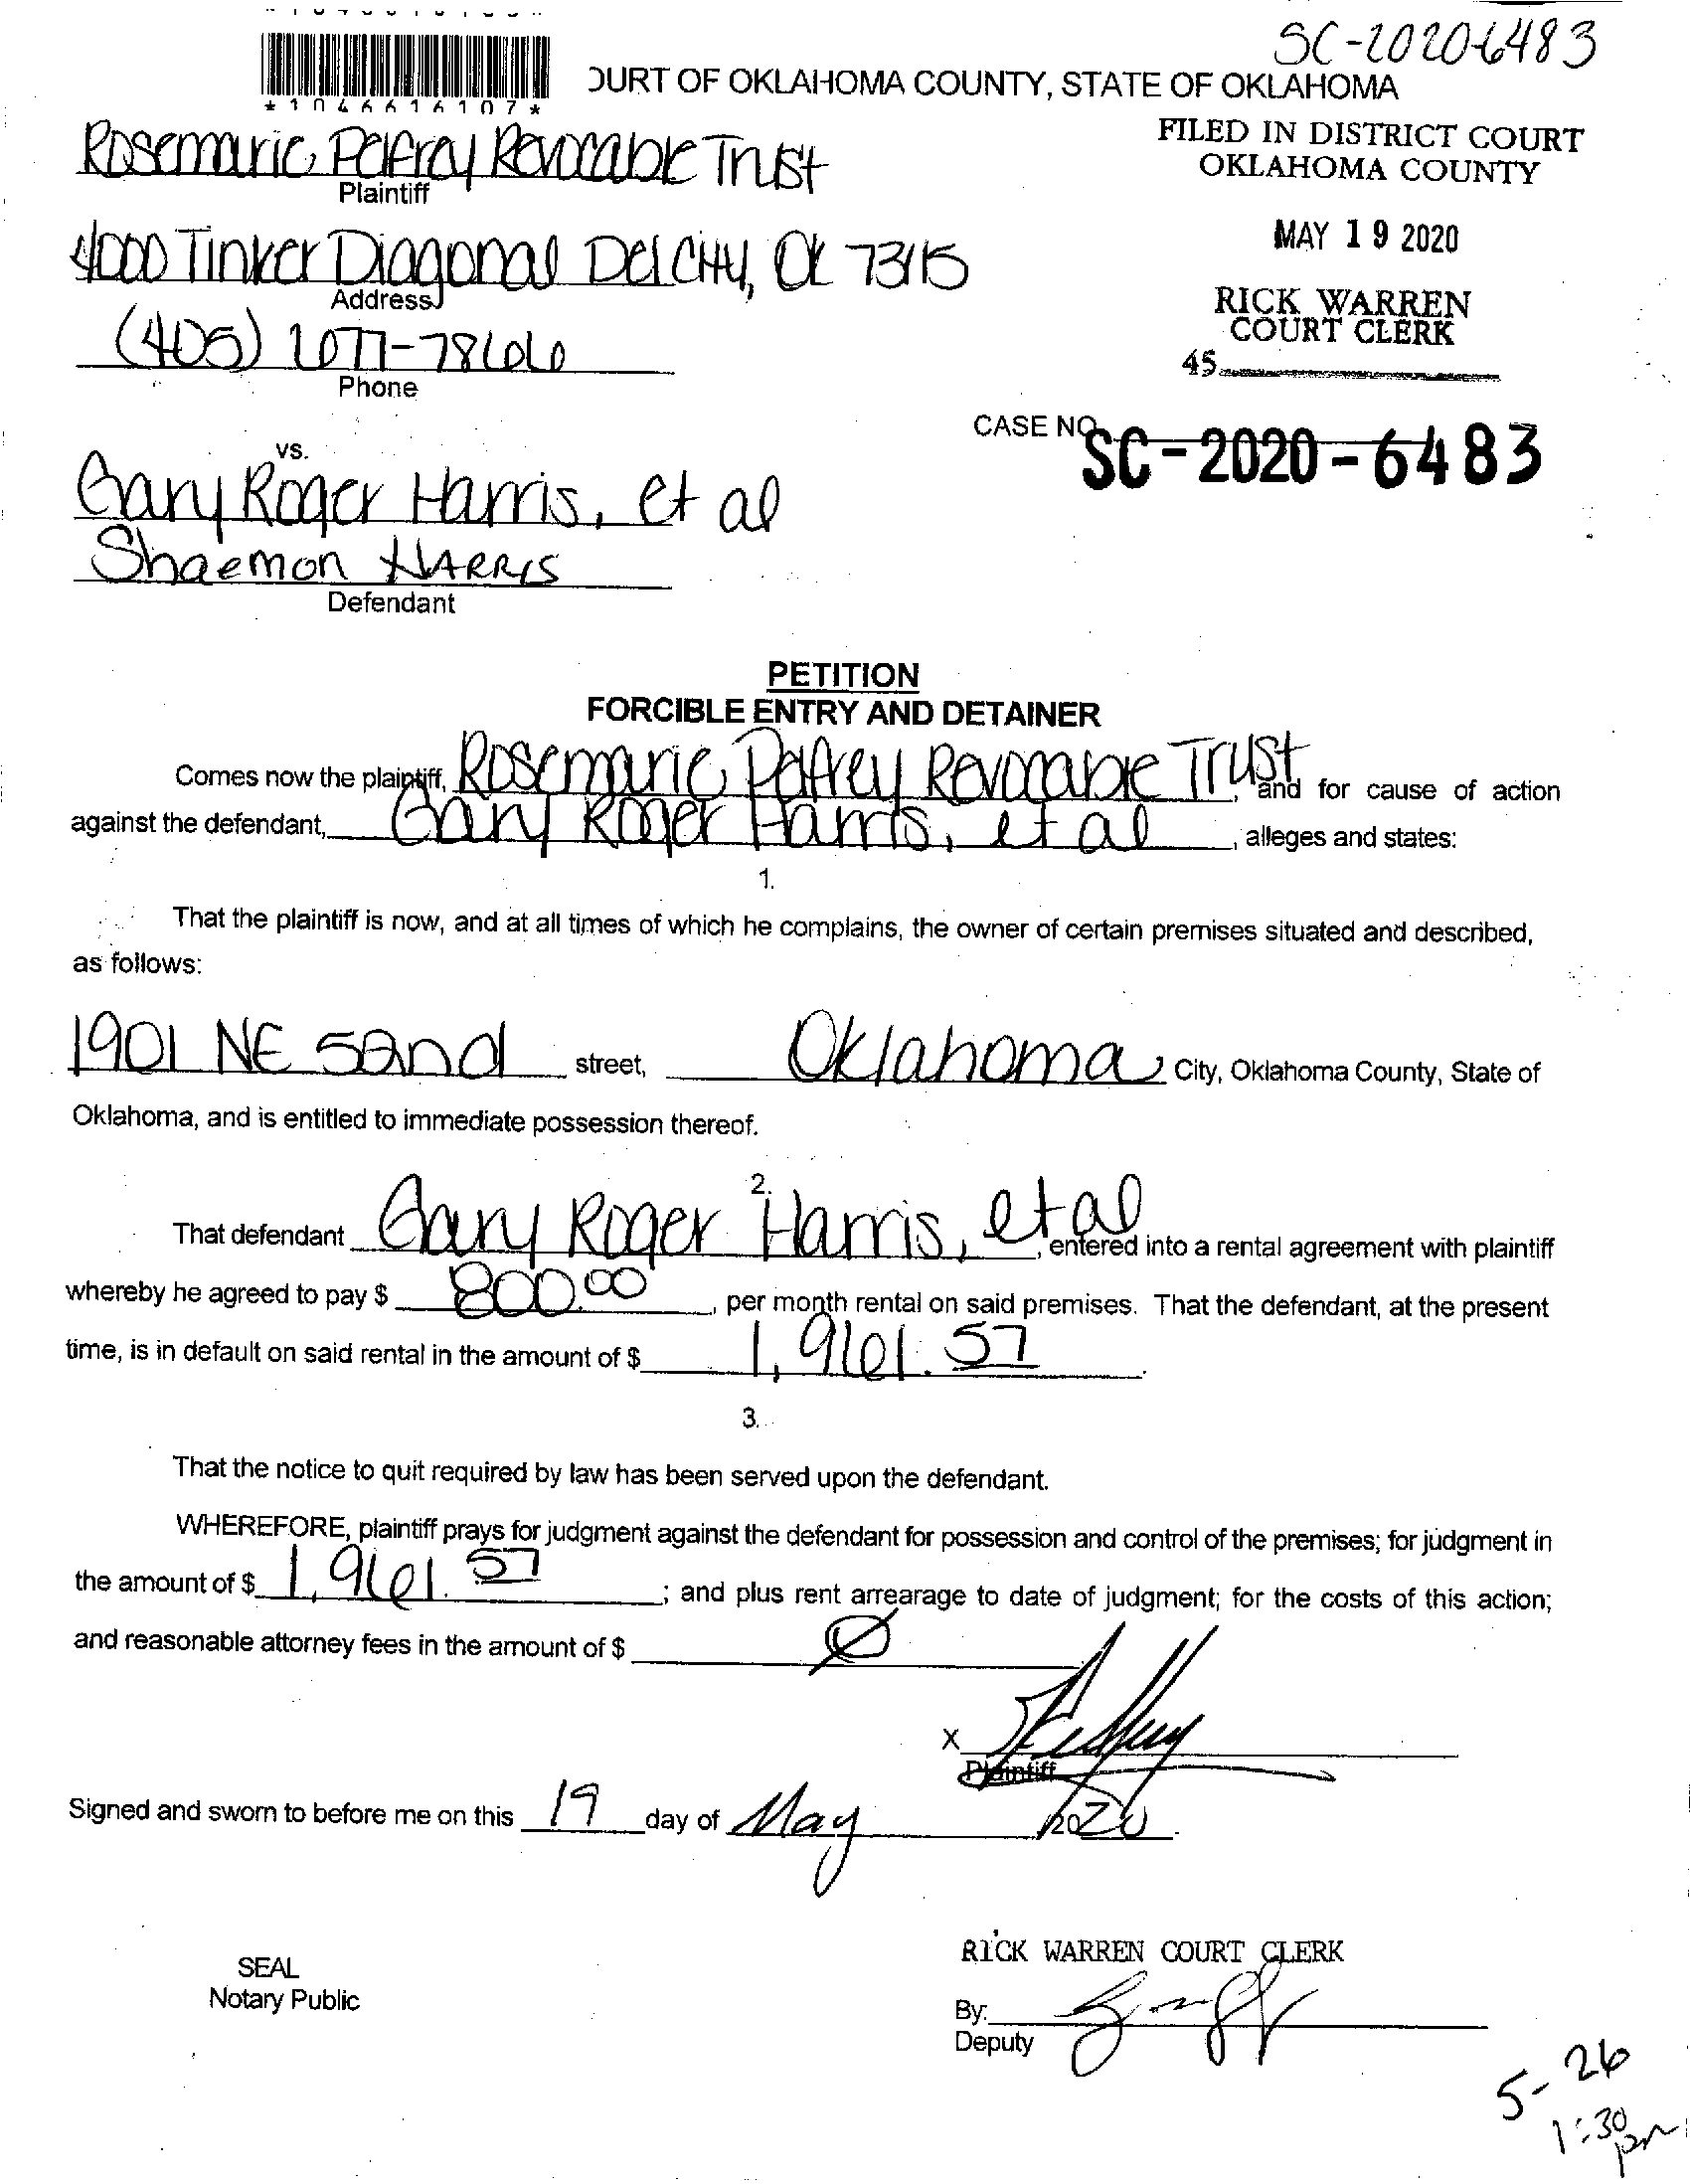 SC-2020-6483
*1046616107*
OURT OF OKLAHOMA COUNTY, STATE OF OKLAHOMA
Rosemarie Palfrey Revocable Trust
Plaintiff
FILED IN DISTRICT COURT
OKLAHOMA COUNTY
4000 Tinker Diagonal Del City, OK 73115
Address
MAY 19 2020
(405) 677-7866
Phone
RICK WARREN
COURT CLERK
45
CASE NO. SC-2020-6483
vs.
Gary Roger Harris, et al
Shaemon HARRIS
Defendant
PETITION
FORCIBLE ENTRY AND DETAINER
Comes now the plaintiff, Rosemarie Palfrey Revocable Trust, and for cause of action
against the defendant, Gary Roger Harris, et al, alleges and states:
1.
That the plaintiff is now, and at all times of which he complains, the owner of certain premises situated and described,
as follows:
1901 NE 52nd street, Oklahoma City, Oklahoma County, State of
Oklahoma, and is entitled to immediate possession thereof.
2.
That defendant Gary Roger Harris, et al, entered into a rental agreement with plaintiff
whereby he agreed to pay $ 800.00, per month rental on said premises. That the defendant, at the present
time, is in default on said rental in the amount of $ 1,961.57.
3.
That the notice to quit required by law has been served upon the defendant.
WHEREFORE, plaintiff prays for judgment against the defendant for possession and control of the premises; for judgment in
the amount of $ 1,961.57; and plus rent arrearage to date of judgment; for the costs of this action;
and reasonable attorney fees in the amount of $ Ø
X
Plaintiff
Signed and sworn to before me on this 19 day of May, 2020.
SEAL
Notary Public
RICK WARREN COURT CLERK
By:
Deputy
5-26
1:30 pm